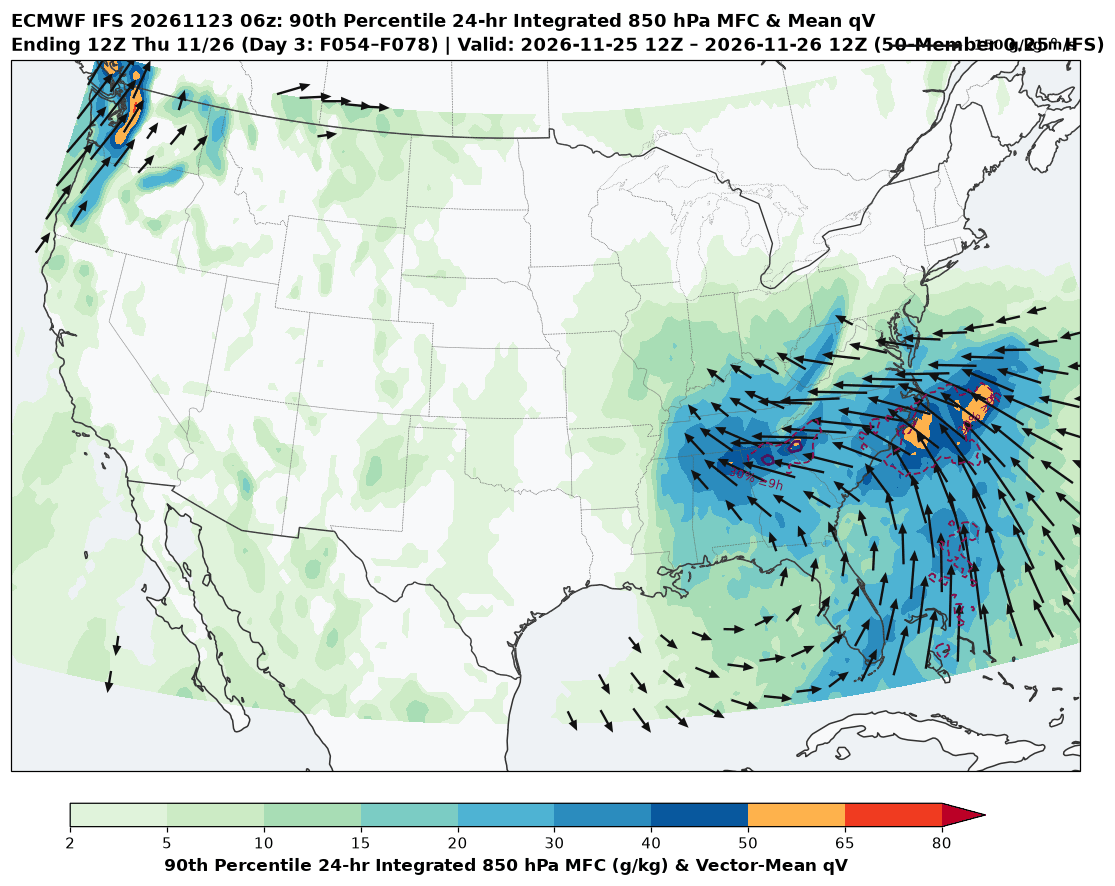 ECMWF IFS 20261123 06z: 90th Percentile 24-hr Integrated 850 hPa MFC & Mean qV
Ending 12Z Thu 11/26 (Day 3: F054–F078) | Valid: 2026-11-25 12Z – 2026-11-26 12Z (50-Member 0.25° IFS)
2 5 10 15 20 30 40 50 65 80
90th Percentile 24-hr Integrated 850 hPa MFC (g/kg) & Vector-Mean qV